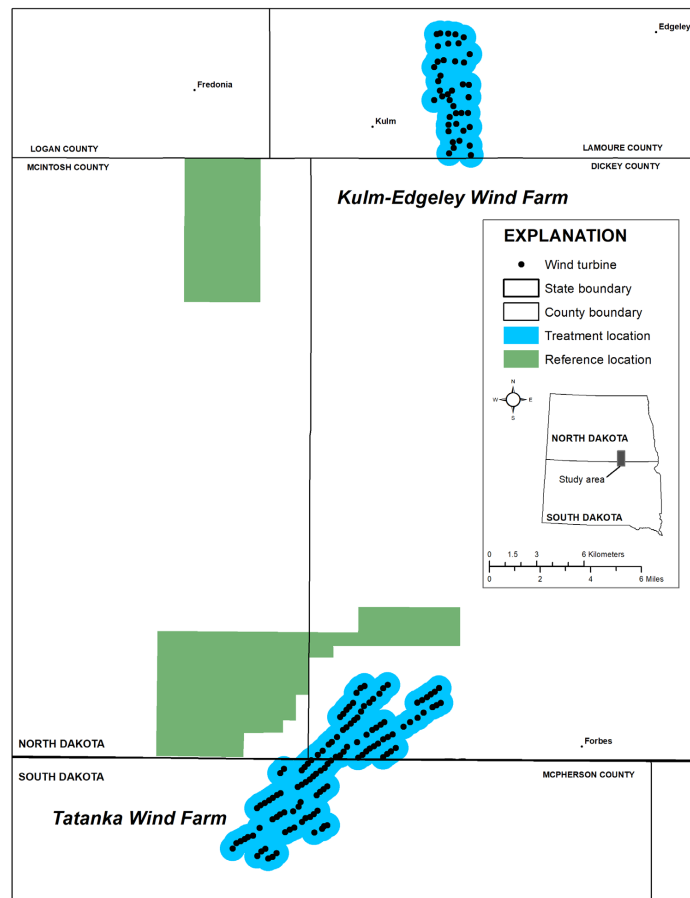 Edgeley
Fredonia
Kulm
LOGAN COUNTY
LAMOURE COUNTY
MCINTOSH COUNTY
DICKEY COUNTY
Kulm-Edgeley Wind Farm
EXPLANATION
Wind turbine
State boundary
County boundary
Treatment location
Reference location
N
W E
S
NORTH DAKOTA
Study area
SOUTH DAKOTA
0 1.5 3 6 Kilometers
0 2 4 6 Miles
Forbes
NORTH DAKOTA
SOUTH DAKOTA
MCPHERSON COUNTY
Tatanka Wind Farm